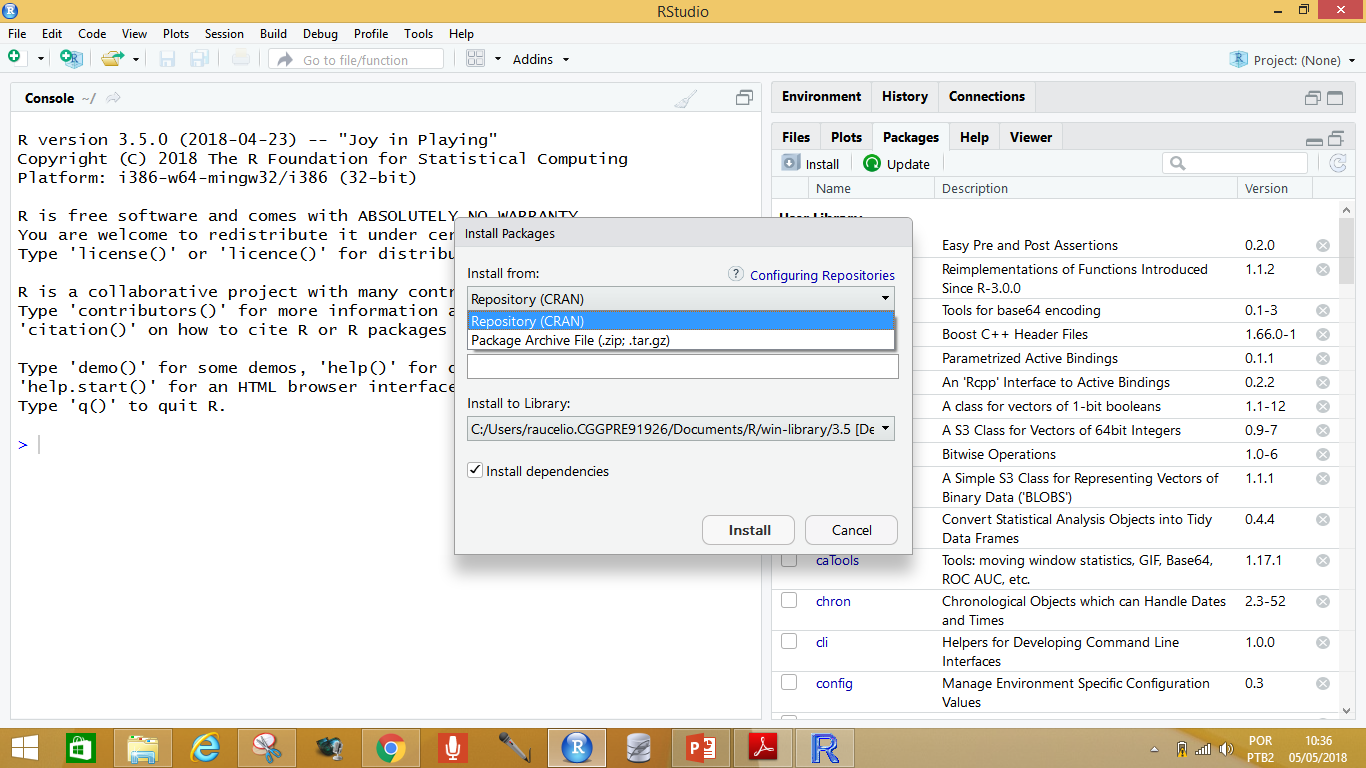 RStudio
File Edit Code View Plots Session Build Debug Profile Tools Help
Go to file/function Addins Project: (None)
Console ~/
R version 3.5.0 (2018-04-23) -- "Joy in Playing"
Copyright (C) 2018 The R Foundation for Statistical Computing
Platform: i386-w64-mingw32/i386 (32-bit)
R is free software and comes with ABSOLUTELY NO WARRANTY
You are welcome to redistribute it under cer
Type 'license()' or 'licence()' for distribu
R is a collaborative project with many contr
Type 'contributors()' for more information a
'citation()' on how to cite R or R packages
Type 'demo()' for some demos, 'help()' for
'help.start()' for an HTML browser interface
Type 'q()' to quit R.
>
Install Packages
Install from:
? Configuring Repositories
Repository (CRAN)
Repository (CRAN)
Package Archive File (.zip; .tar.gz)
Install to Library:
C:/Users/raucelio.CGGPRE91926/Documents/R/win-library/3.5 [De
Install dependencies
Install Cancel
Environment History Connections
Files Plots Packages Help Viewer
Install Update
Name Description Version
Easy Pre and Post Assertions 0.2.0
Reimplementations of Functions Introduced 1.1.2
Since R-3.0.0
Tools for base64 encoding 0.1-3
Boost C++ Header Files 1.66.0-1
Parametrized Active Bindings 0.1.1
An 'Rcpp' Interface to Active Bindings 0.2.2
A class for vectors of 1-bit booleans 1.1-12
A S3 Class for Vectors of 64bit Integers 0.9-7
Bitwise Operations 1.0-6
A Simple S3 Class for Representing Vectors of 1.1.1
Binary Data ('BLOBS')
Convert Statistical Analysis Objects into Tidy 0.4.4
Data Frames
caTools Tools: moving window statistics, GIF, Base64, 1.17.1
ROC AUC, etc.
chron Chronological Objects which can Handle Dates 2.3-52
and Times
cli Helpers for Developing Command Line 1.0.0
Interfaces
config Manage Environment Specific Configuration 0.3
Values
POR 10:36
PTB2 05/05/2018